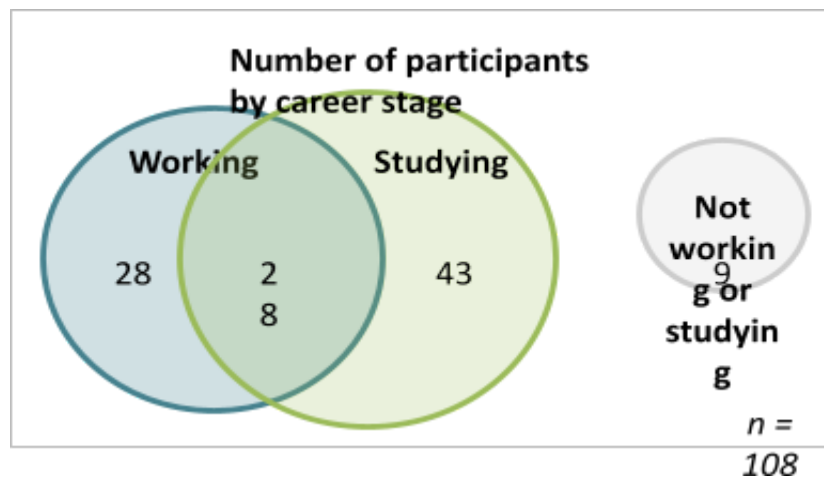 Number of participants
by career stage
Working
Studying
28
2
8
43
Not
workin
g or
studyin
g
9
n =
108